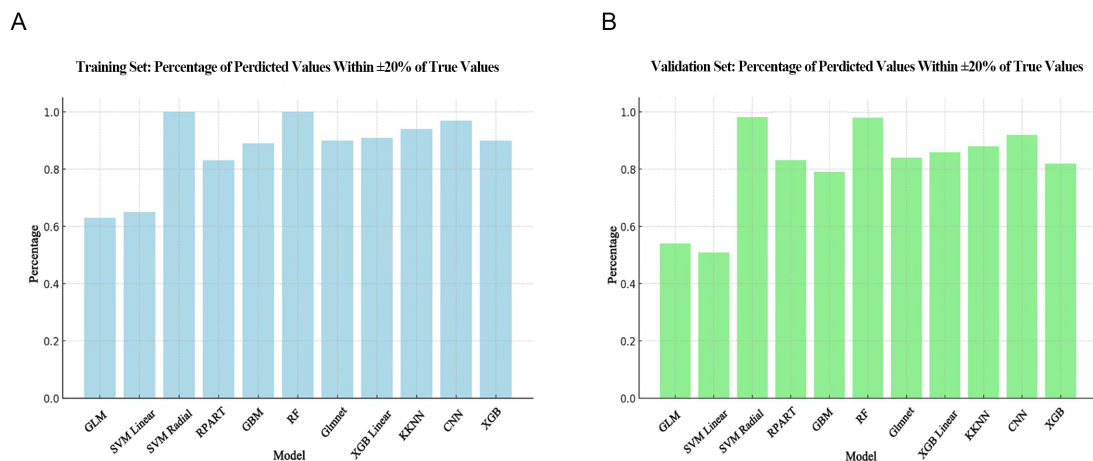 A
Training Set: Percentage of Perdicted Values Within ±20% of True Values
Percentage
1.0
0.8
0.6
0.4
0.2
0.0
GLM
SVM Linear
SVM Radial
RPART
GBM
RF
Glmnet
XGB Linear
KKNN
CNN
XGB
Model
B
Validation Set: Percentage of Perdicted Values Within ±20% of True Values
Percentage
1.0
0.8
0.6
0.4
0.2
0.0
GLM
SVM Linear
SVM Radial
RPART
GBM
RF
Glmnet
XGB Linear
KKNN
CNN
XGB
Model